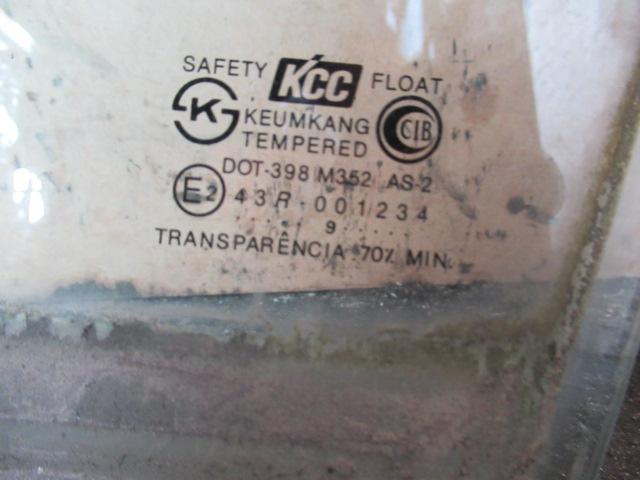 SAFETY KCC FLOAT
K KEUMKANG CIB
TEMPERED
DOT-398 M352 AS-2
E2 43R-001234
. . 9 . . . .
TRANSPARÊNCIA 70% MIN.